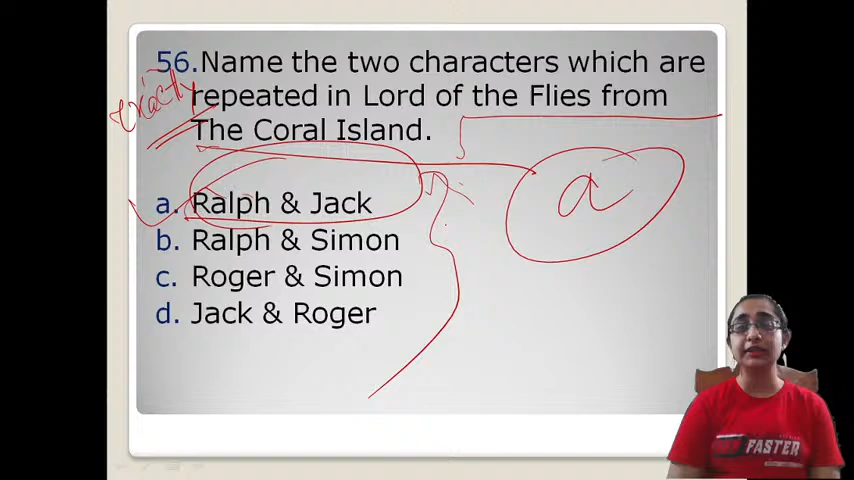 56.Name the two characters which are
exactly
repeated in Lord of the Flies from
The Coral Island.
a. Ralph & Jack
a
b. Ralph & Simon
c. Roger & Simon
d. Jack & Roger
FASTER